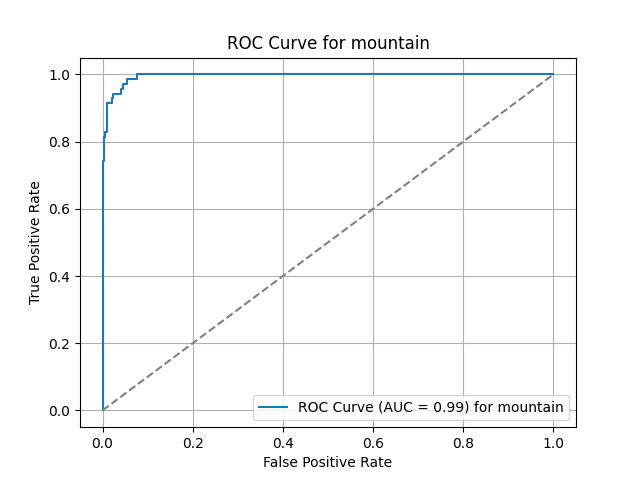 ROC Curve for mountain
True Positive Rate
1.0
0.8
0.6
0.4
0.2
0.0
ROC Curve (AUC = 0.99) for mountain
0.0 0.2 0.4 0.6 0.8 1.0
False Positive Rate